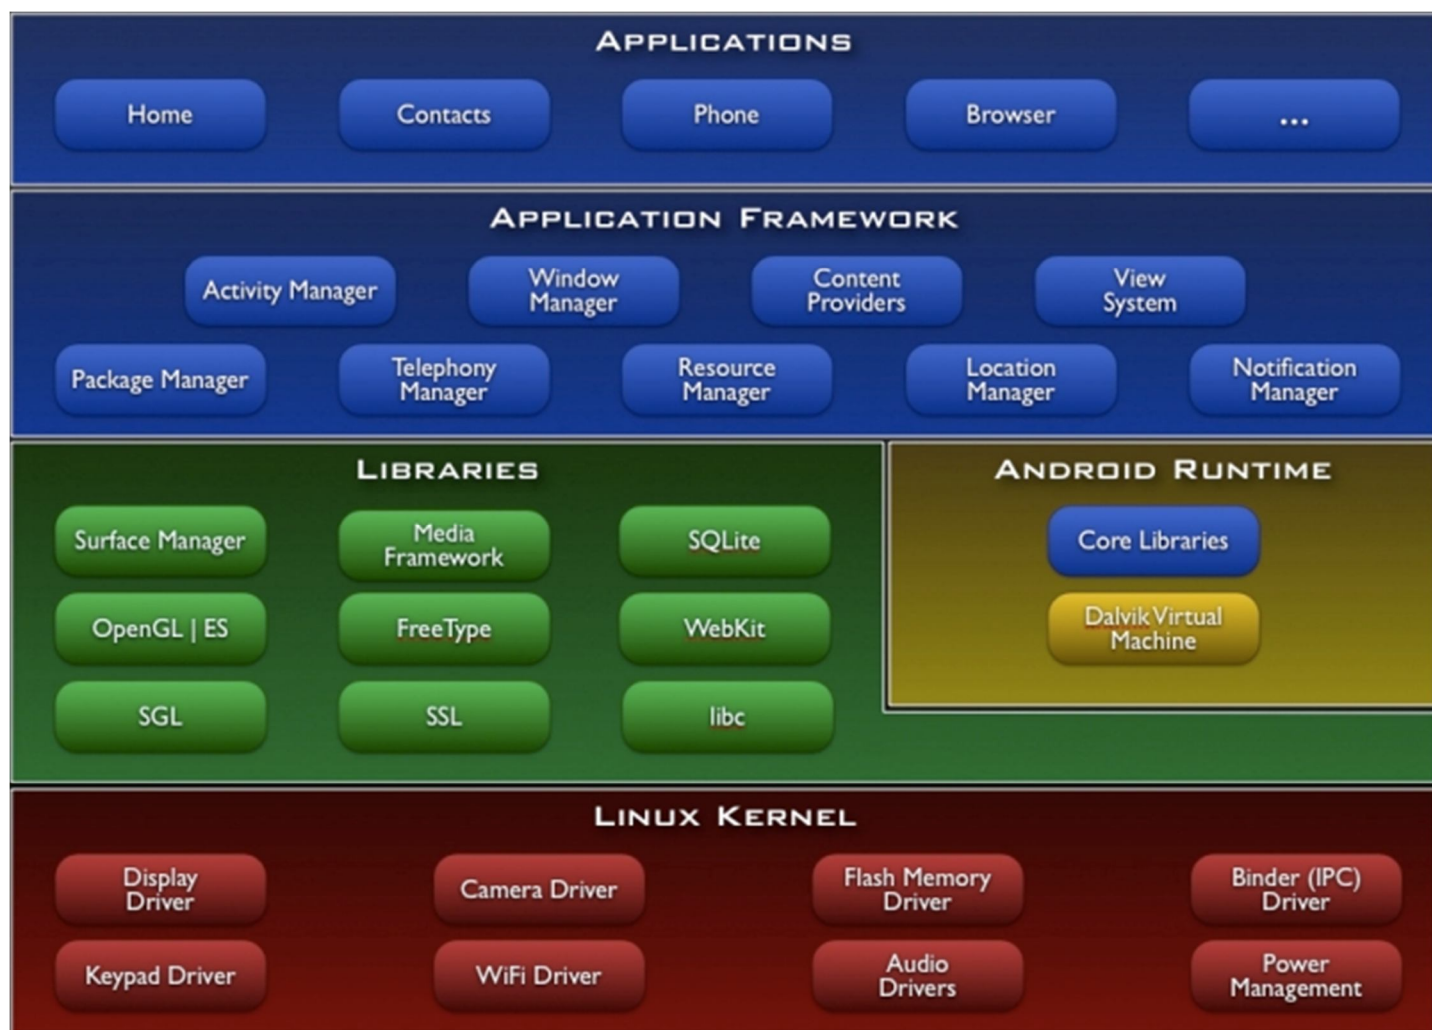 APPLICATIONS
Home
Contacts
Phone
Browser
...
APPLICATION FRAMEWORK
Activity Manager
Window
Manager
Content
Providers
View
System
Package Manager
Telephony
Manager
Resource
Manager
Location
Manager
Notification
Manager
LIBRARIES
Surface Manager
Media
Framework
SQLite
OpenGL | ES
FreeType
WebKit
SGL
SSL
libc
ANDROID RUNTIME
Core Libraries
Dalvik Virtual
Machine
LINUX KERNEL
Display
Driver
Camera Driver
Flash Memory
Driver
Binder (IPC)
Driver
Keypad Driver
WiFi Driver
Audio
Drivers
Power
Management